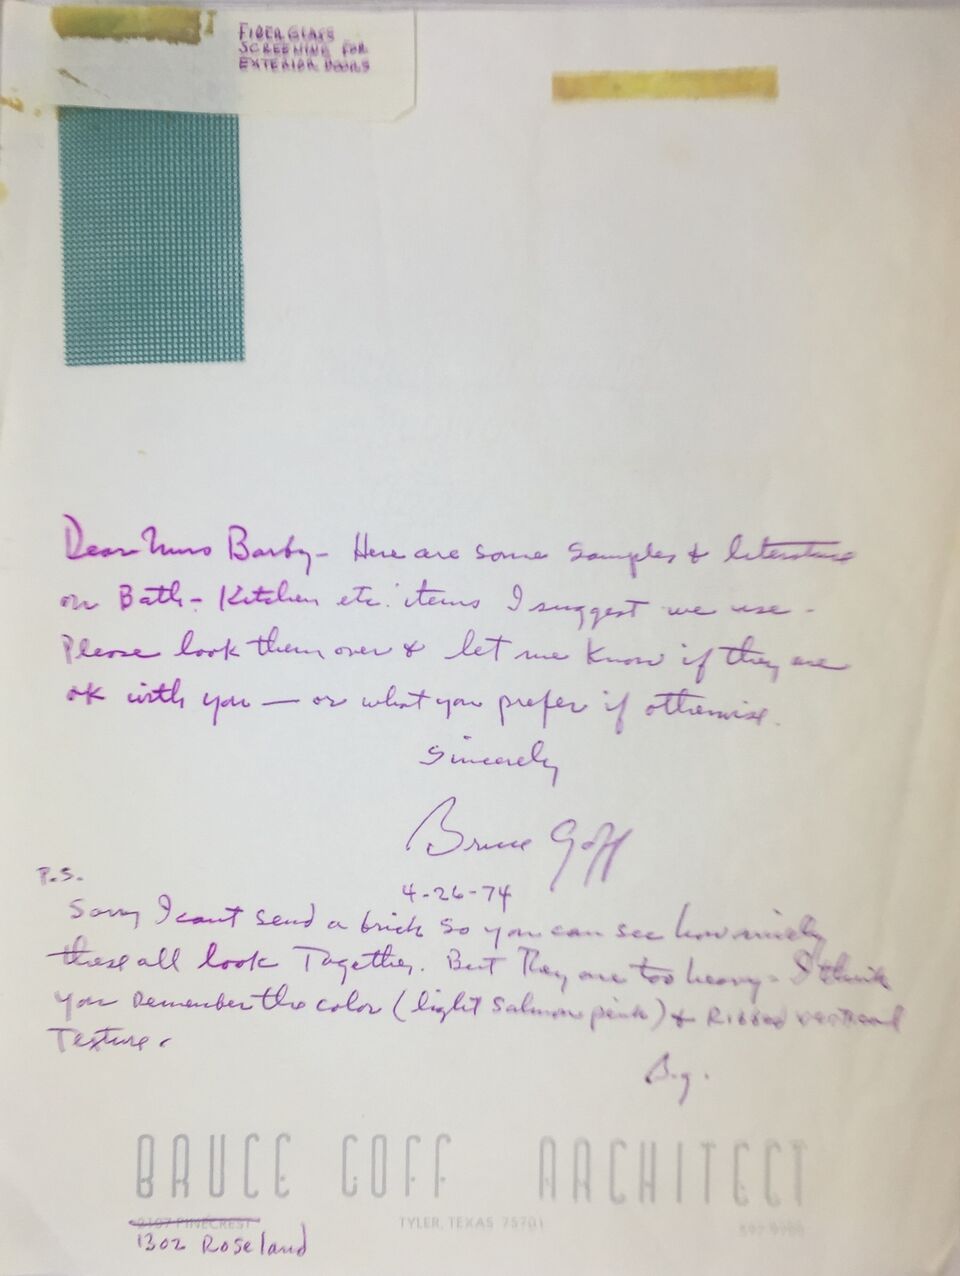 FIBERGLASS
SCREENING FOR
EXTERIOR DOORS
Dear Mrs Barby - Here are some samples & literature
on Bath - Kitchen etc. items I suggest we use -
Please look them over & let me know if they are
ok with you — or what you prefer if otherwise.
Sincerely
Bruce Goff
4-26-74
P.S.
Sorry I cant send a brick so you can see how nicely
these all look Together. But They are too heavy - I think
you remember the color (light salmon pink) & Ribbed vertical
Texture.
B.g.
BRUCE GOFF ARCHITECT
2107 PINECREST TYLER, TEXAS 75701
1302 Roseland